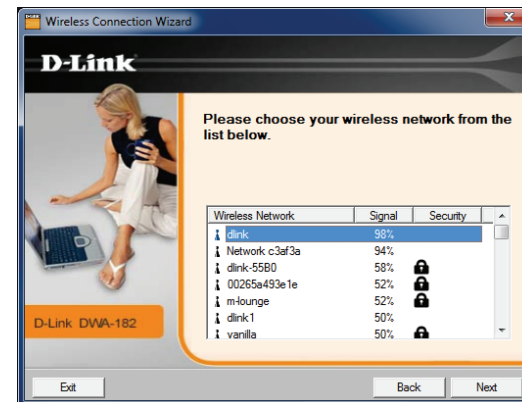 Wireless Connection Wizard
D-Link
Please choose your wireless network from the
list below.
Wireless Network Signal Security
dlink 98%
Network c3af3a 94%
dlink-55B0 58%
00265a493e1e 52%
m-lounge 52%
dlink1 50%
vanilla 50%
D-Link DWA-182
Exit Back Next